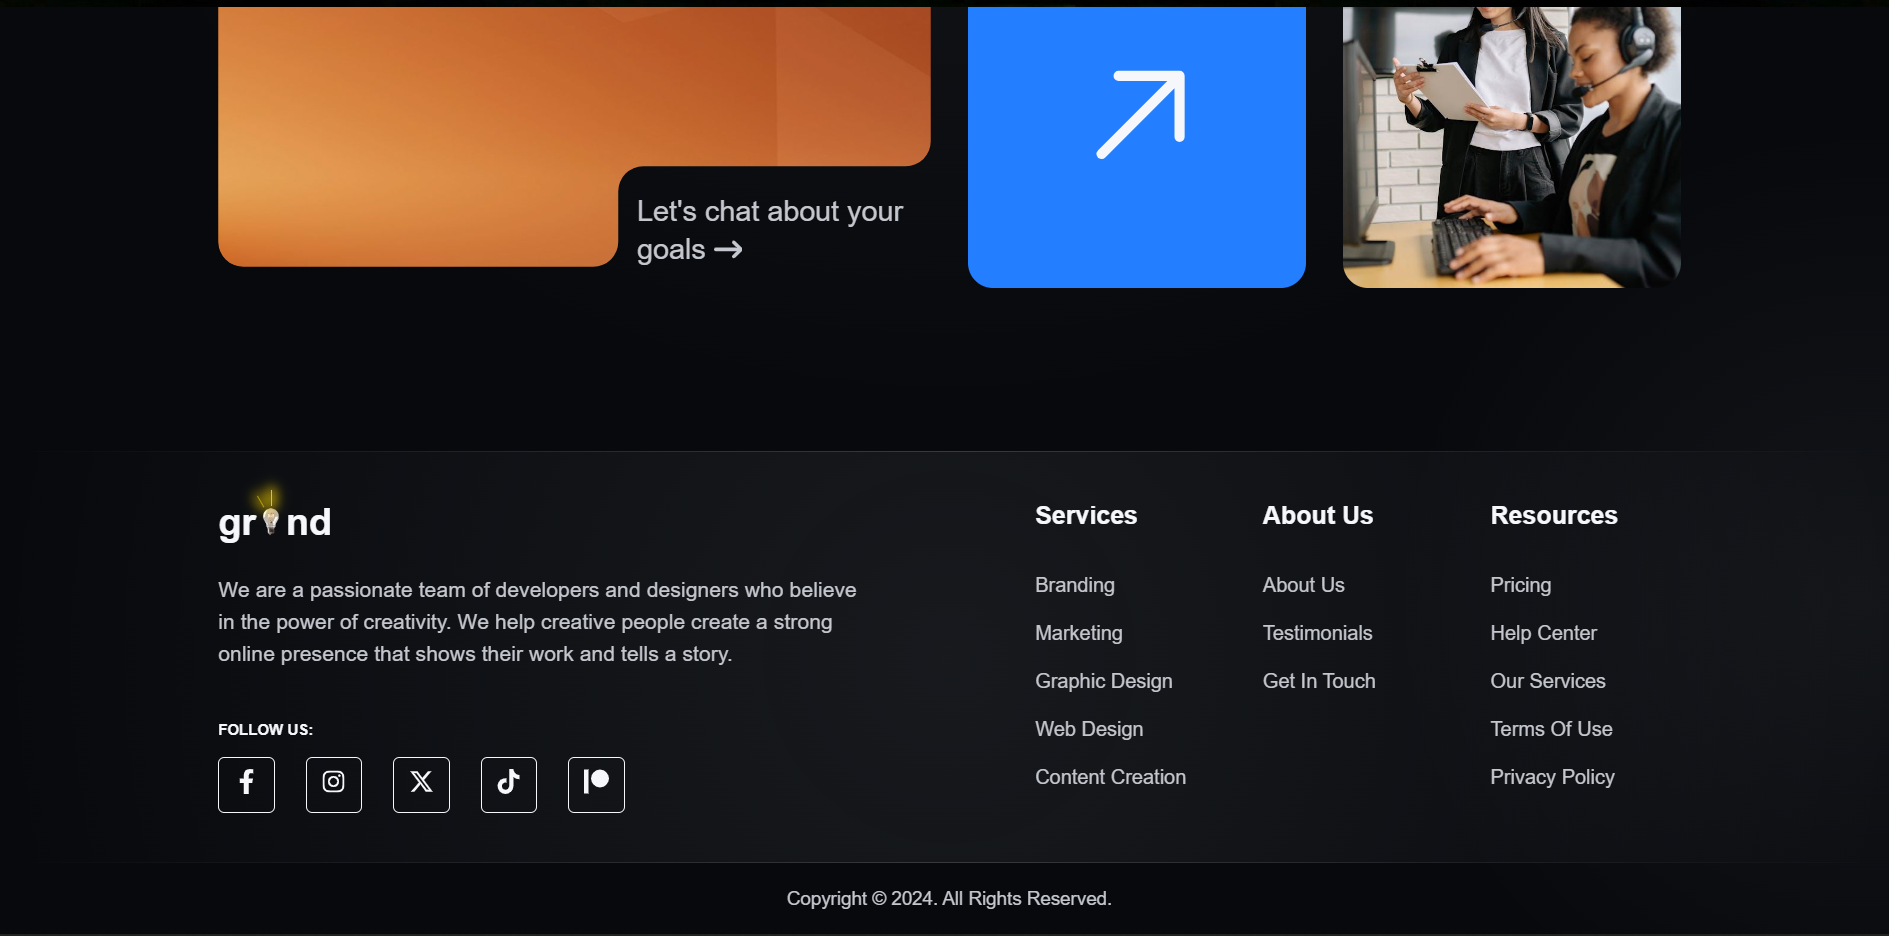 Let's chat about your
goals →
grind
We are a passionate team of developers and designers who believe
in the power of creativity. We help creative people create a strong
online presence that shows their work and tells a story.
FOLLOW US:
Services
Branding
Marketing
Graphic Design
Web Design
Content Creation
About Us
About Us
Testimonials
Get In Touch
Resources
Pricing
Help Center
Our Services
Terms Of Use
Privacy Policy
Copyright © 2024. All Rights Reserved.